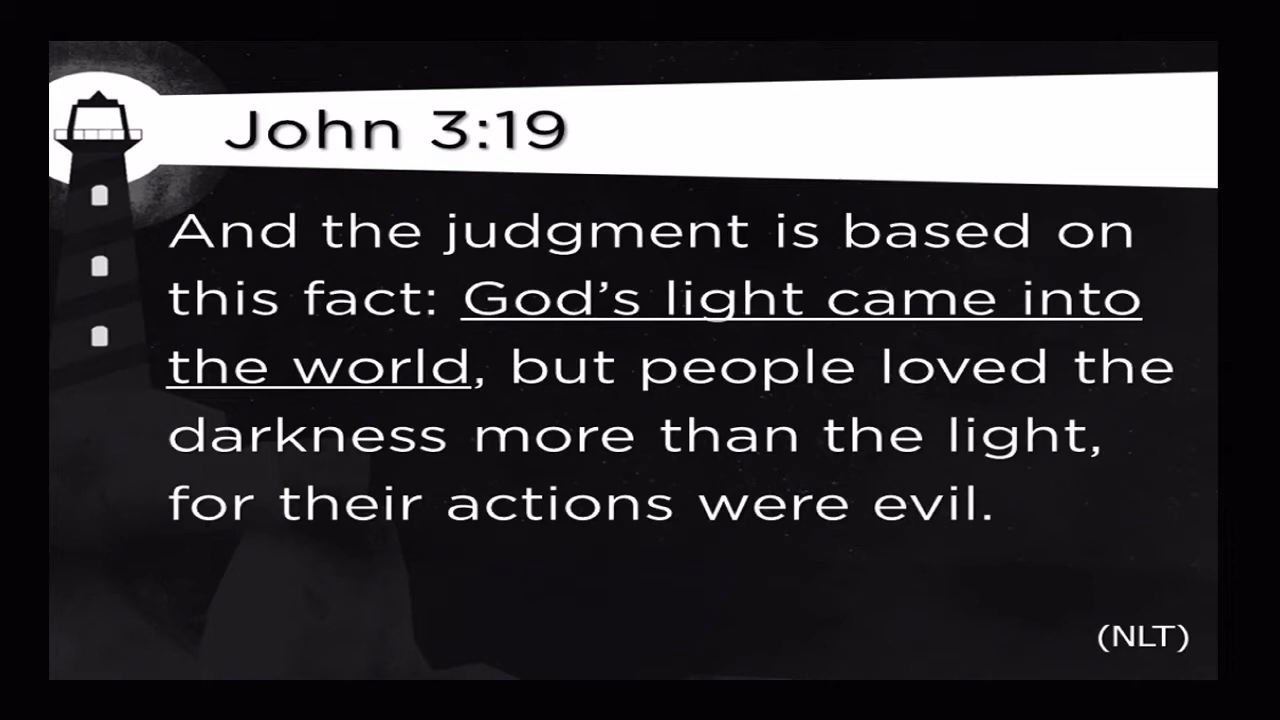 John 3:19
And the judgment is based on
this fact: God’s light came into
the world, but people loved the
darkness more than the light,
for their actions were evil.
(NLT)